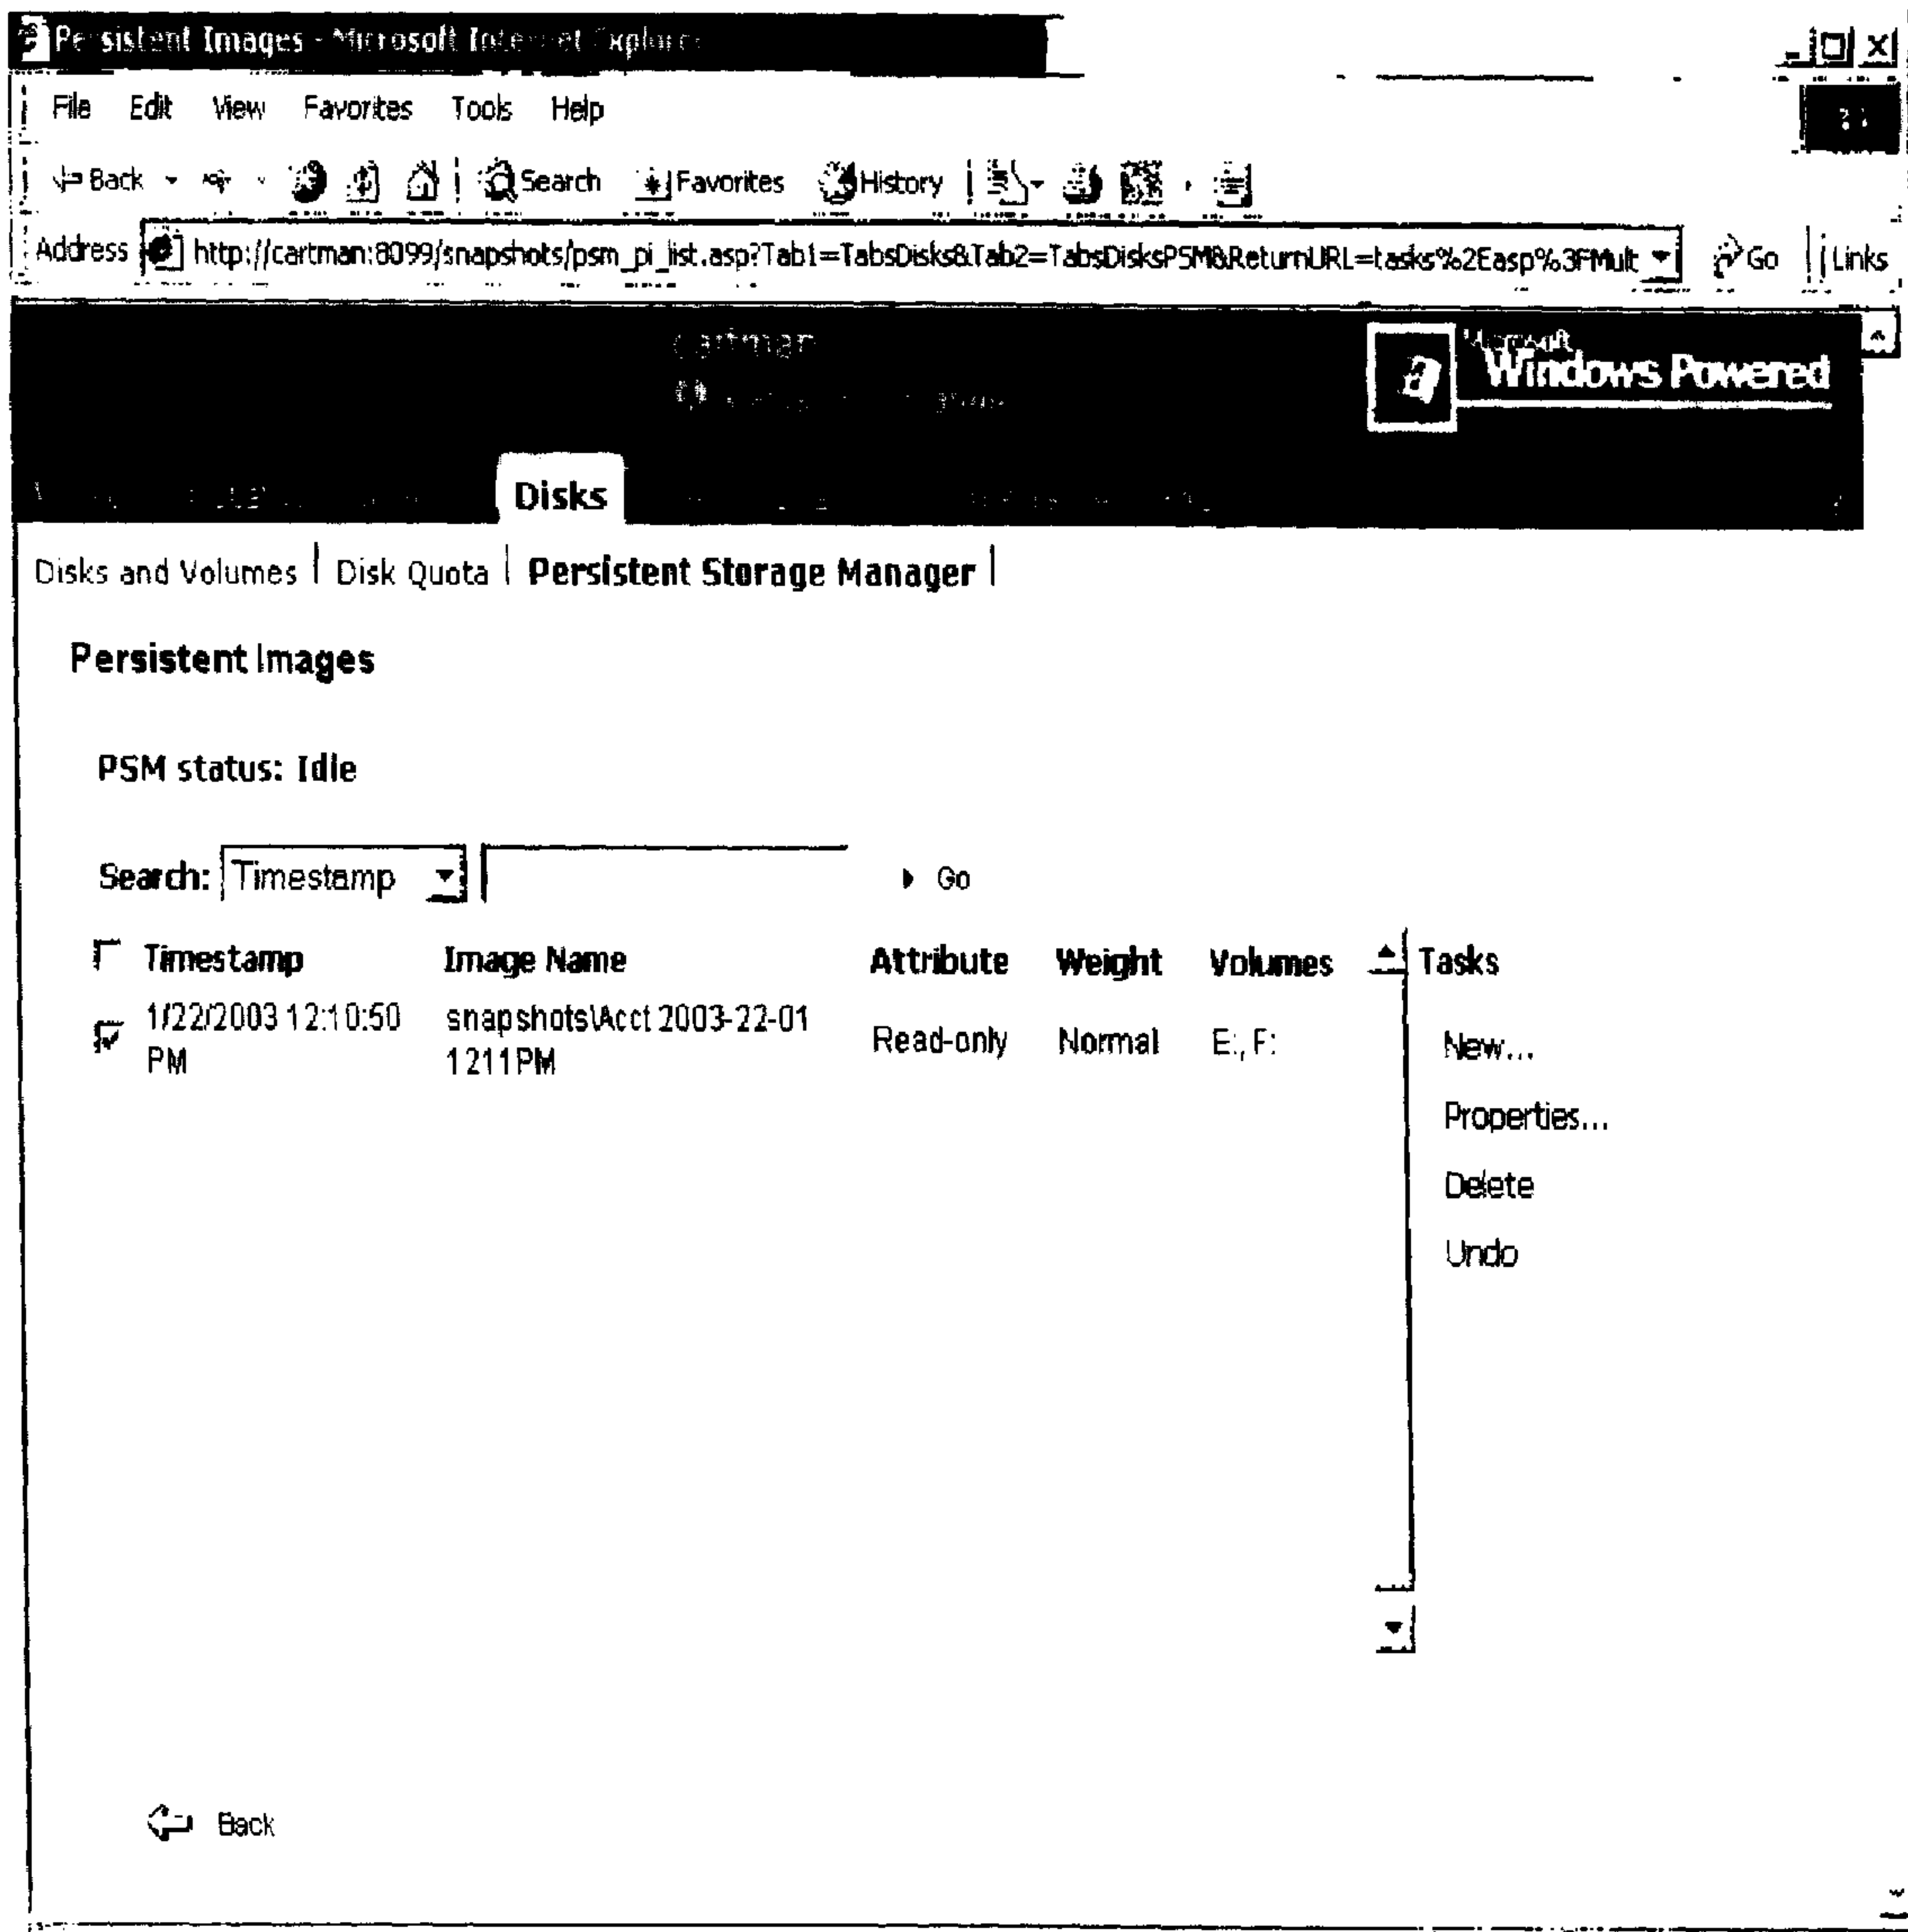 Persistent Images - Microsoft Internet Explorer
File Edit View Favorites Tools Help
Back Search Favorites History
Address http://cartman:8099/snapshots/psm_pi_list.asp?Tab1=TabsDisks&Tab2=TabsDisksPSM&ReturnURL=tasks%2Easp%3FMult Go Links
cartman
Microsoft
Windows Powered
Disks
Disks and Volumes | Disk Quota | Persistent Storage Manager |
Persistent Images
PSM status: Idle
Search: Timestamp Go
Timestamp Image Name Attribute Weight Volumes Tasks
1/22/2003 12:10:50 PM snapshots\Acct 2003-22-01 1211PM Read-only Normal E:, F:
New...
Properties...
Delete
Undo
Back